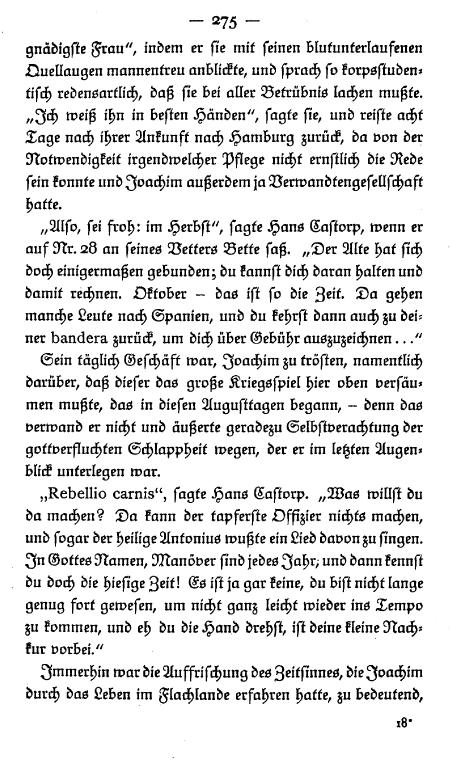 — 275 —
gnädigste Frau", indem er sie mit seinen blutunterlaufenen
Quellaugen mannentreu anblickte, und sprach so korpsstuden-
tisch redensartlich, daß sie bei aller Betrübnis lachen mußte.
„Ich weiß ihn in besten Händen", sagte sie, und reiste acht
Tage nach ihrer Ankunft nach Hamburg zurück, da von der
Notwendigkeit irgendwelcher Pflege nicht ernstlich die Rede
sein konnte und Joachim außerdem ja Verwandtengesellschaft
hatte.
„Also, sei froh: im Herbst", sagte Hans Castorp, wenn er
auf Nr. 28 an seines Vetters Bette saß. „Der Alte hat sich
doch einigermaßen gebunden; du kannst dich daran halten und
damit rechnen. Oktober – das ist so die Zeit. Da gehen
manche Leute nach Spanien, und du kehrst dann auch zu dei-
ner bandera zurück, um dich über Gebühr auszuzeichnen ..."
Sein täglich Geschäft war, Joachim zu trösten, namentlich
darüber, daß dieser das große Kriegsspiel hier oben versäu-
men mußte, das in diesen Augusttagen begann, – denn das
verwand er nicht und äußerte geradezu Selbstverachtung der
gottverfluchten Schlappheit wegen, der er im letzten Augen-
blick unterlegen war.
„Rebellio carnis", sagte Hans Castorp. „Was willst du
da machen? Da kann der tapferste Offizier nichts machen,
und sogar der heilige Antonius wußte ein Lied davon zu singen.
In Gottes Namen, Manöver sind jedes Jahr, und dann kennst
du doch die hiesige Zeit! Es ist ja gar keine, du bist nicht lange
genug fort gewesen, um nicht ganz leicht wieder ins Tempo
zu kommen, und eh du die Hand drehst, ist deine kleine Nach-
kur vorbei."
Immerhin war die Auffrischung des Zeitsinnes, die Joachim
durch das Leben im Flachlande erfahren hatte, zu bedeutend,
18*